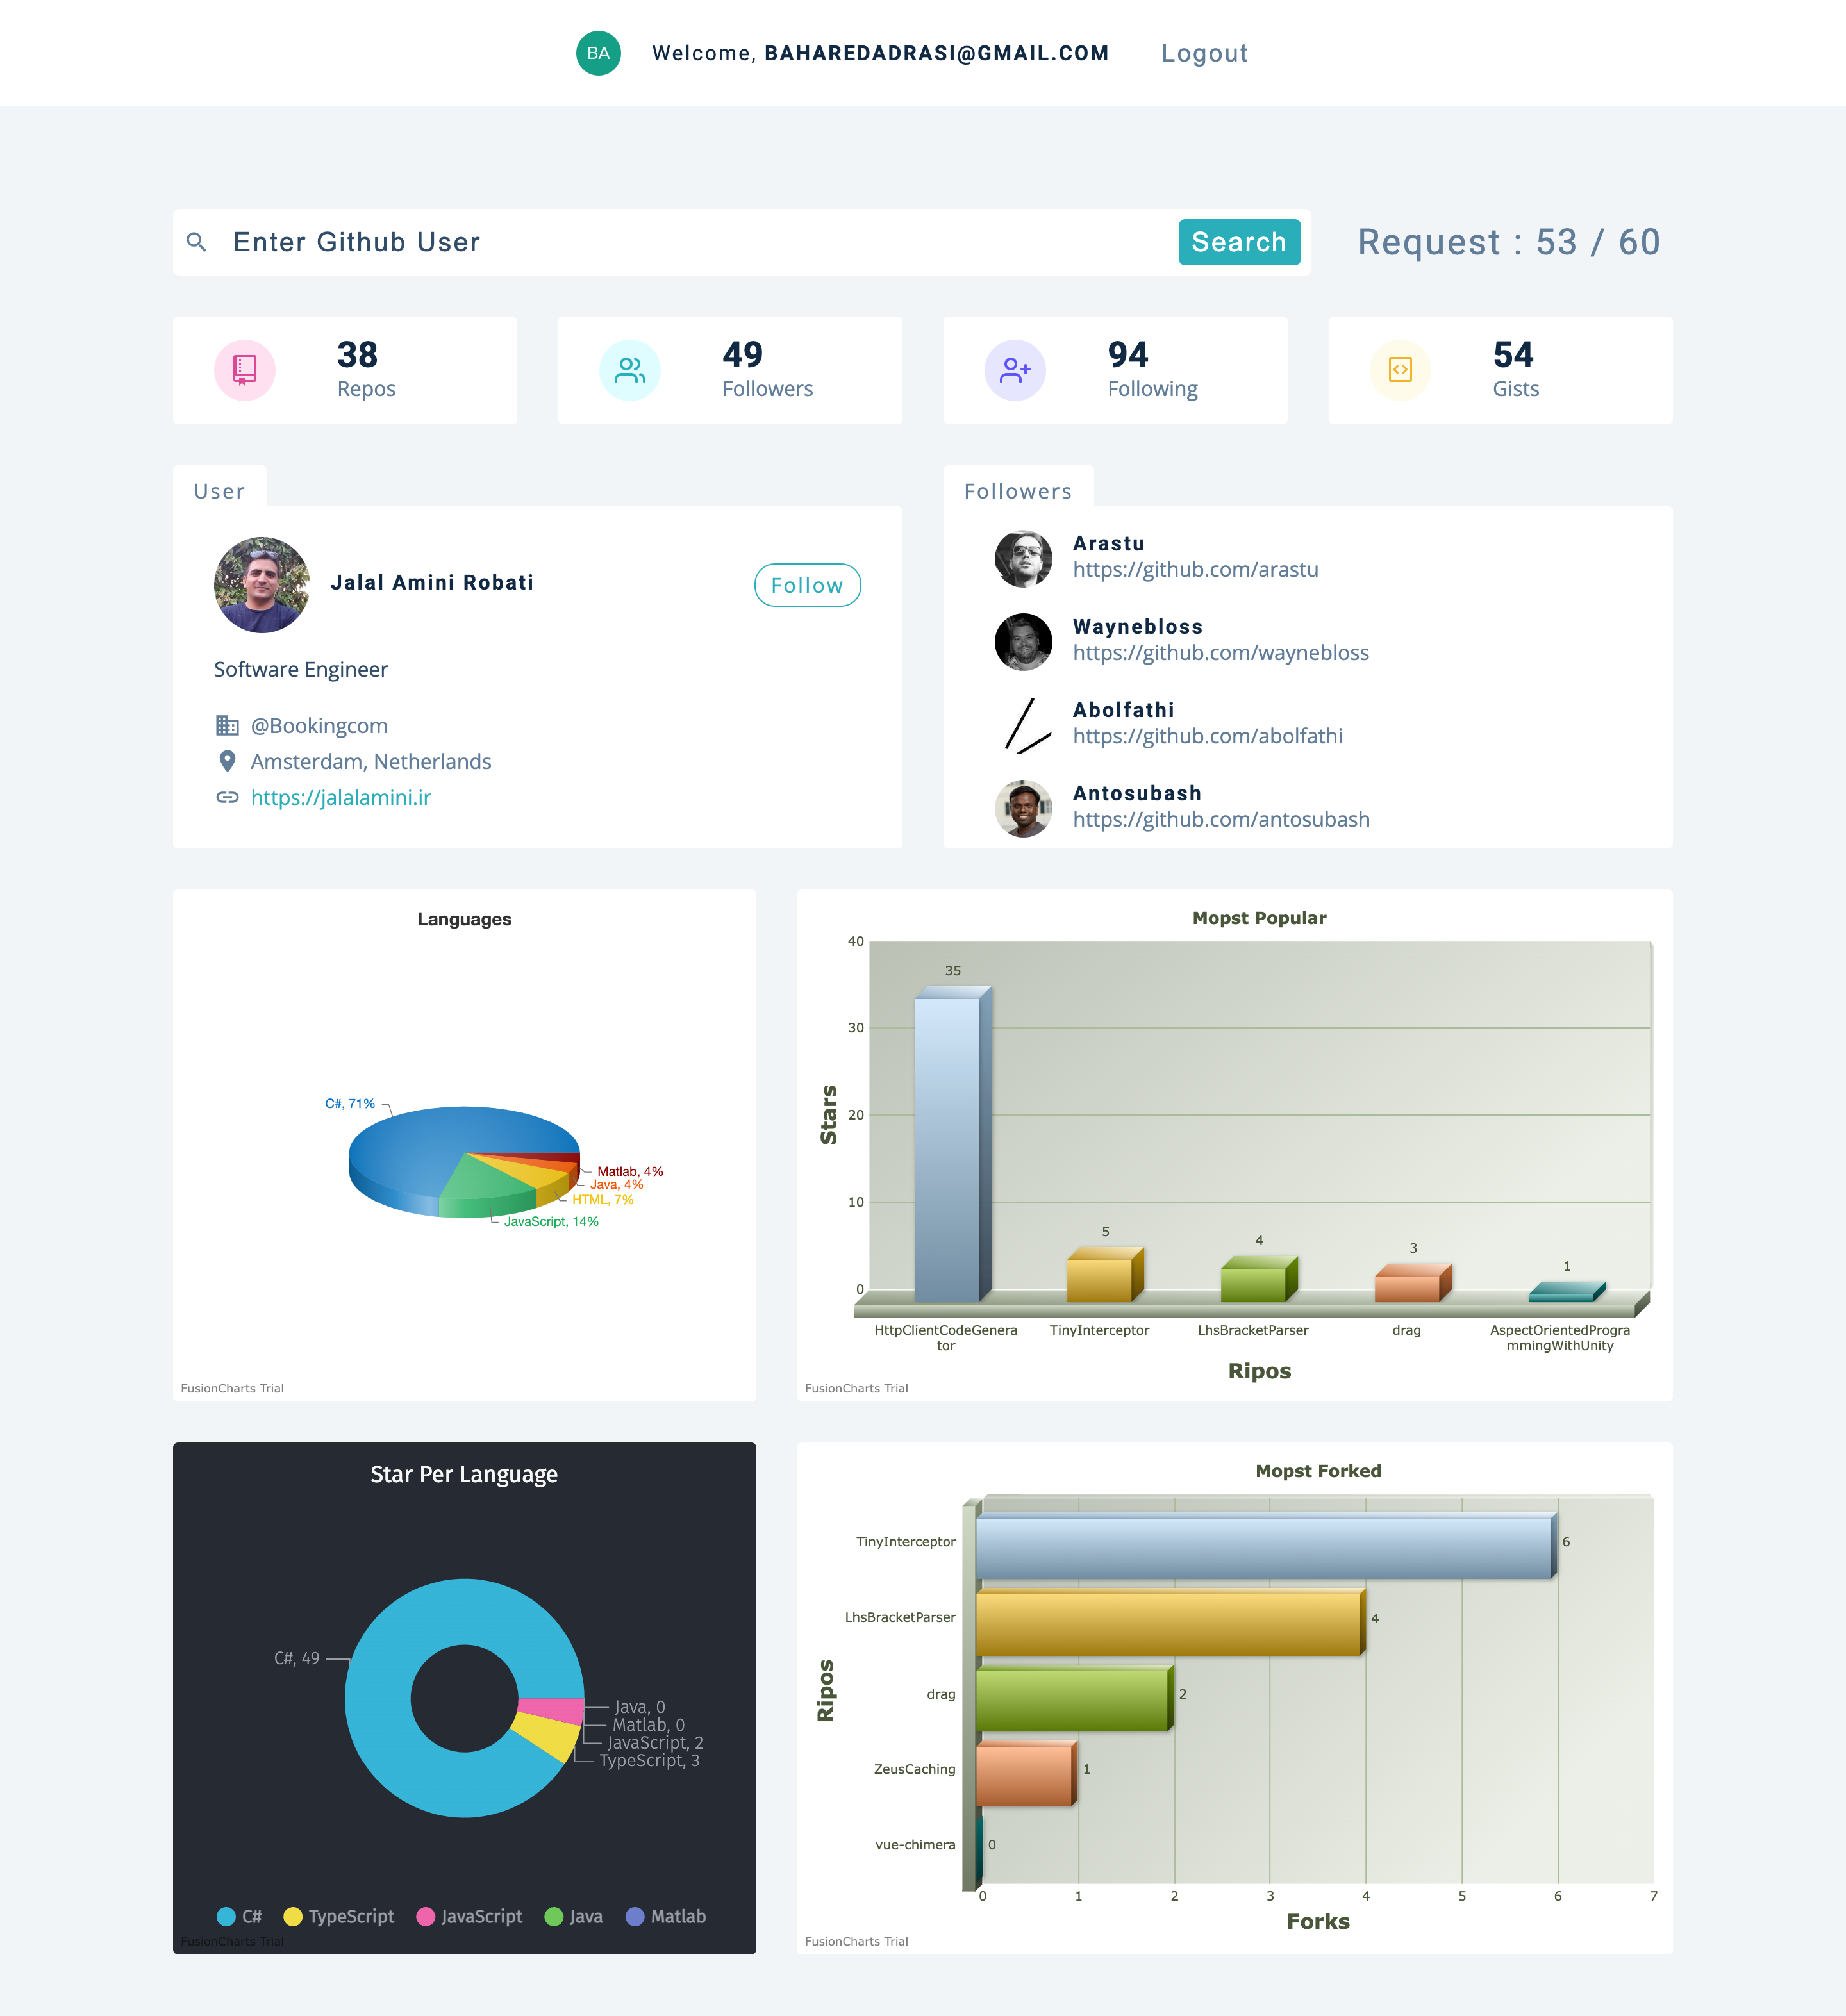 BA Welcome, BAHAREDADRASI@GMAIL.COM Logout
Enter Github User Search Request : 53 / 60
38
Repos
49
Followers
94
Following
54
Gists
User
Jalal Amini Robati Follow
Software Engineer
@Bookingcom
Amsterdam, Netherlands
https://jalalamini.ir
Followers
Arastu
https://github.com/arastu
Waynebloss
https://github.com/waynebloss
Abolfathi
https://github.com/abolfathi
Antosubash
https://github.com/antosubash
Languages
C#, 71%
Matlab, 4%
Java, 4%
HTML, 7%
JavaScript, 14%
FusionCharts Trial
Mopst Popular
Stars
40
30
20
10
0
35
5
4
3
1
HttpClientCodeGenera
tor
TinyInterceptor
LhsBracketParser
drag
AspectOrientedProgra
mmingWithUnity
Ripos
FusionCharts Trial
Star Per Language
C#, 49
Java, 0
Matlab, 0
JavaScript, 2
TypeScript, 3
C# TypeScript JavaScript Java Matlab
FusionCharts Trial
Mopst Forked
Ripos
TinyInterceptor 6
LhsBracketParser 4
drag 2
ZeusCaching 1
vue-chimera 0
0 1 2 3 4 5 6 7
Forks
FusionCharts Trial